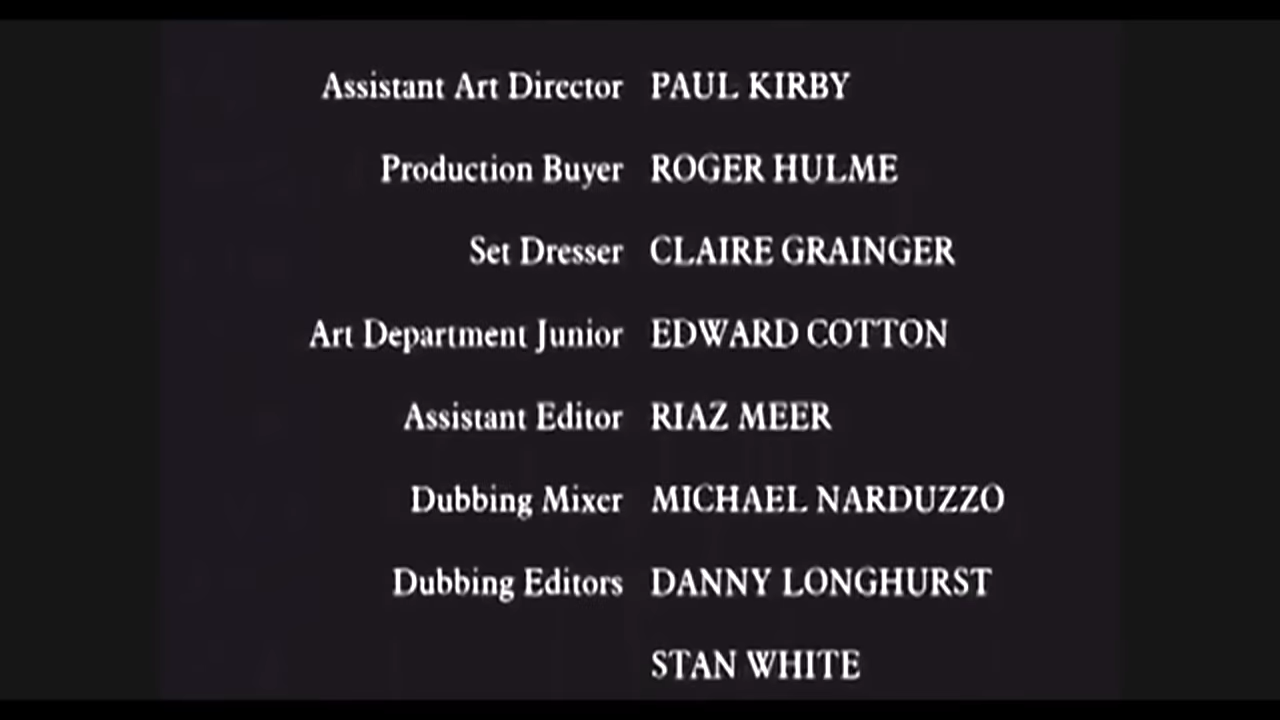 Assistant Art Director PAUL KIRBY
Production Buyer ROGER HULME
Set Dresser CLAIRE GRAINGER
Art Department Junior EDWARD COTTON
Assistant Editor RIAZ MEER
Dubbing Mixer MICHAEL NARDUZZO
Dubbing Editors DANNY LONGHURST
STAN WHITE